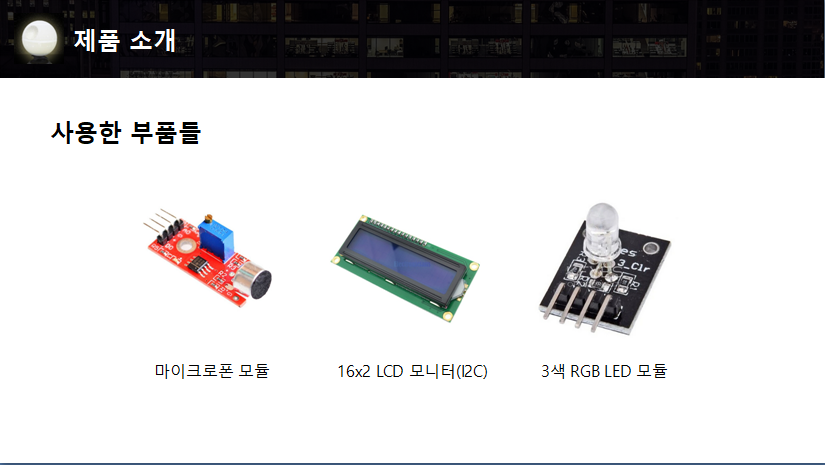 제품 소개
사용한 부품들
3_Clr
마이크로폰 모듈
16x2 LCD 모니터(I2C)
3색 RGB LED 모듈